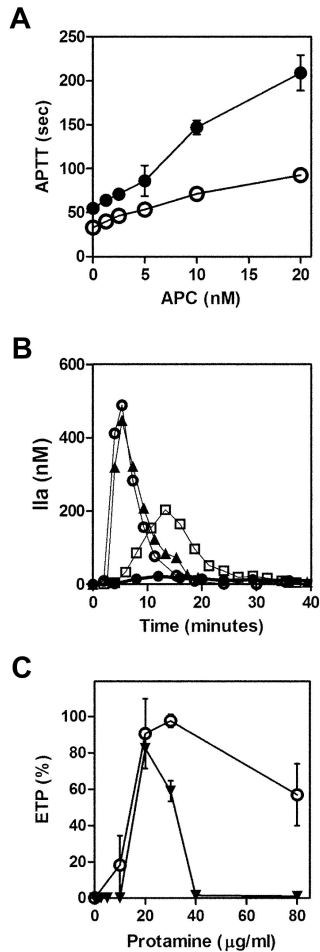 A
250
200
150
100
50
0
APTT (sec)
0 5 10 15 20
APC (nM)
B
600
400
200
0
IIa (nM)
0 10 20 30 40
Time (minutes)
C
100
80
60
40
20
0
ETP (%)
0 20 40 60 80
Protamine (μg/ml)